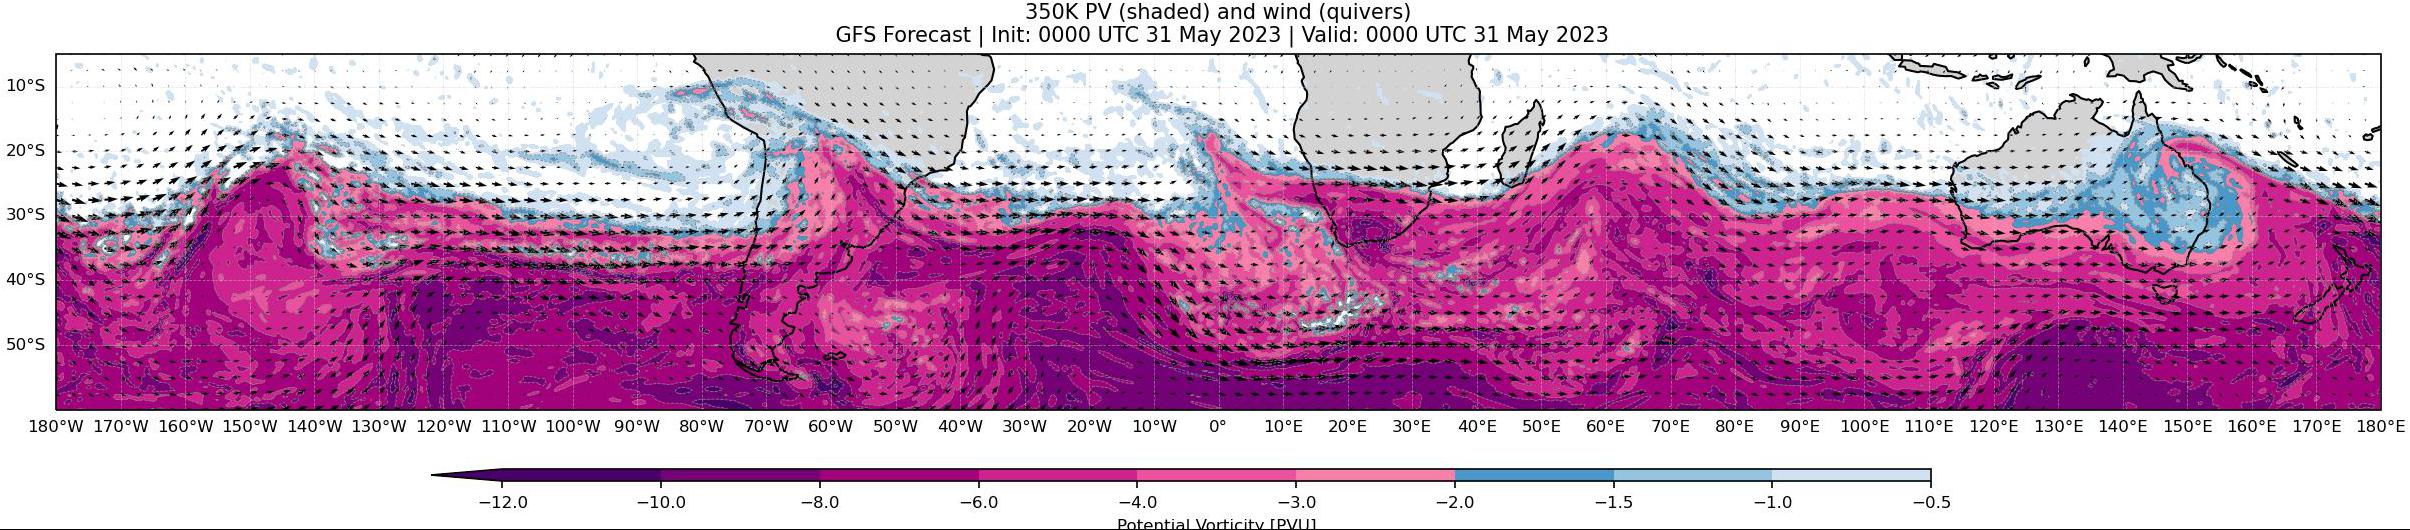 350K PV (shaded) and wind (quivers)
GFS Forecast | Init: 0000 UTC 31 May 2023 | Valid: 0000 UTC 31 May 2023
10°S
20°S
30°S
40°S
50°S
180°W 170°W 160°W 150°W 140°W 130°W 120°W 110°W 100°W 90°W 80°W 70°W 60°W 50°W 40°W 30°W 20°W 10°W 0° 10°E 20°E 30°E 40°E 50°E 60°E 70°E 80°E 90°E 100°E 110°E 120°E 130°E 140°E 150°E 160°E 170°E 180°E
−12.0 −10.0 −8.0 −6.0 −4.0 −3.0 −2.0 −1.5 −1.0 −0.5
Potential Vorticity [PVU]